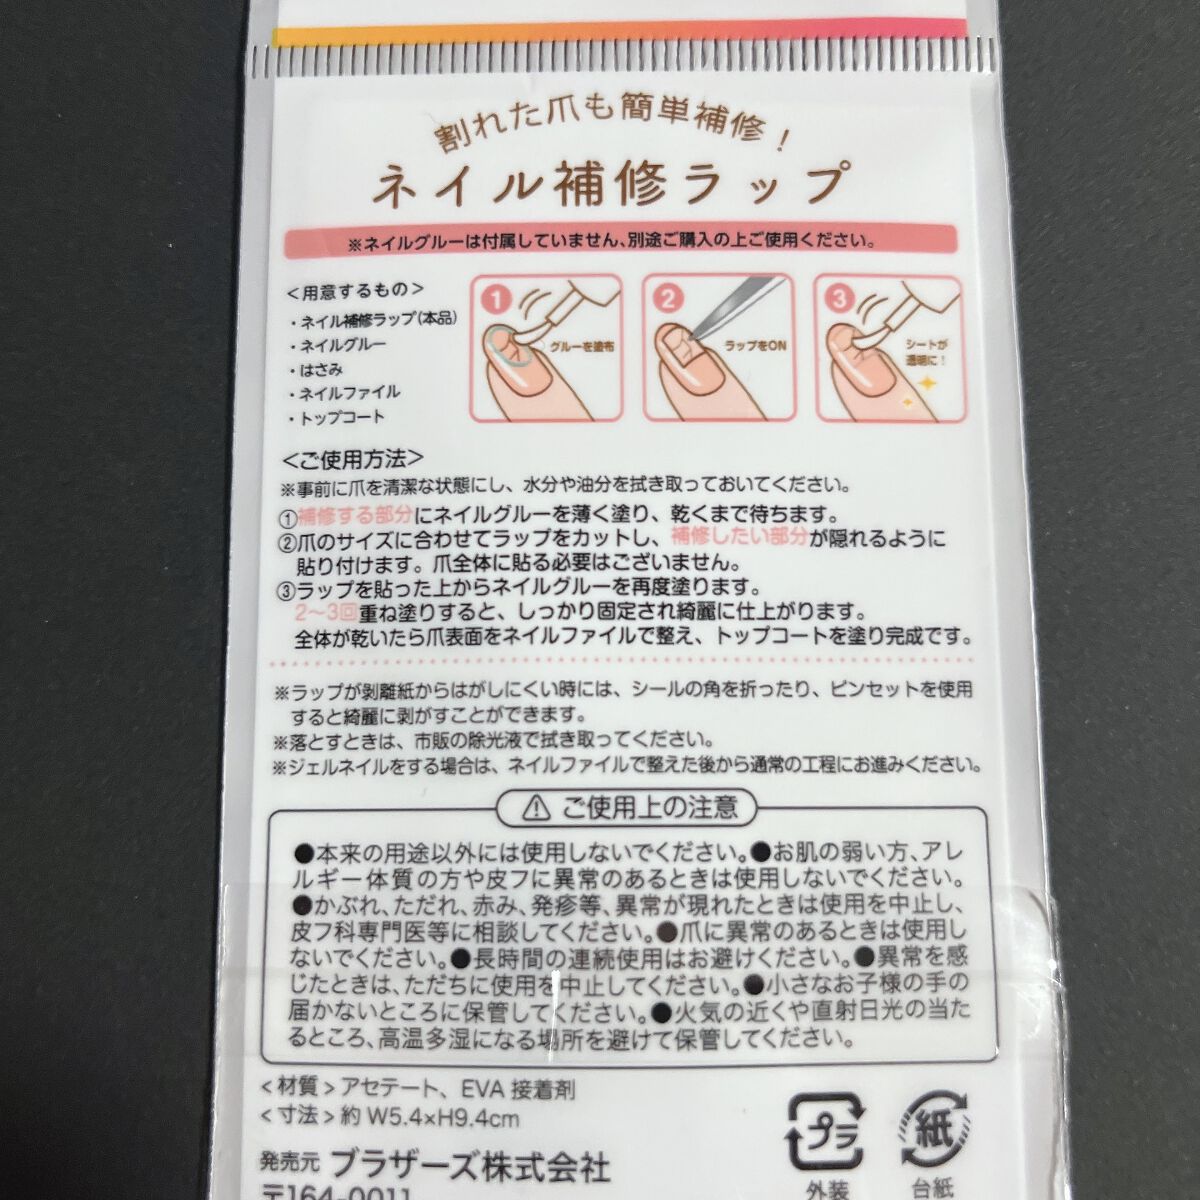 割れた爪も簡単補修！
ネイル補修ラップ
※ネイルグルーは付属していません、別途ご購入の上ご使用ください。
＜用意するもの＞
・ネイル補修ラップ(本品)
・ネイルグルー
・はさみ
・ネイルファイル
・トップコート
1
グルーを塗布
2
ラップをON
3
シートが
透明に！
＜ご使用方法＞
※事前に爪を清潔な状態にし、水分や油分を拭き取っておいてください。
①補修する部分にネイルグルーを薄く塗り、乾くまで待ちます。
②爪のサイズに合わせてラップをカットし、補修したい部分が隠れるように
貼り付けます。爪全体に貼る必要はございません。
③ラップを貼った上からネイルグルーを再度塗ります。
2〜3回重ね塗りすると、しっかり固定され綺麗に仕上がります。
全体が乾いたら爪表面をネイルファイルで整え、トップコートを塗り完成です。
※ラップが剥離紙からはがしにくい時には、シールの角を折ったり、ピンセットを使用
すると綺麗に剥がすことができます。
※落とすときは、市販の除光液で拭き取ってください。
※ジェルネイルをする場合は、ネイルファイルで整えた後から通常の工程にお進みください。
⚠ご使用上の注意
●本来の用途以外には使用しないでください。●お肌の弱い方、アレ
ルギー体質の方や皮フに異常のあるときは使用しないでください。
●かぶれ、ただれ、赤み、発疹等、異常が現れたときは使用を中止し、
皮フ科専門医等に相談してください。●爪に異常のあるときは使用し
ないでください。●長時間の連続使用はお避けください。●異常を感
じたときは、ただちに使用を中止してください。●小さなお子様の手の
届かないところに保管してください。●火気の近くや直射日光の当た
るところ、高温多湿になる場所を避けて保管してください。
＜材質＞アセテート、EVA接着剤
＜寸法＞約W5.4×H9.4cm
発売元 ブラザーズ株式会社
〒164-0011
プラ
外装
紙
台紙